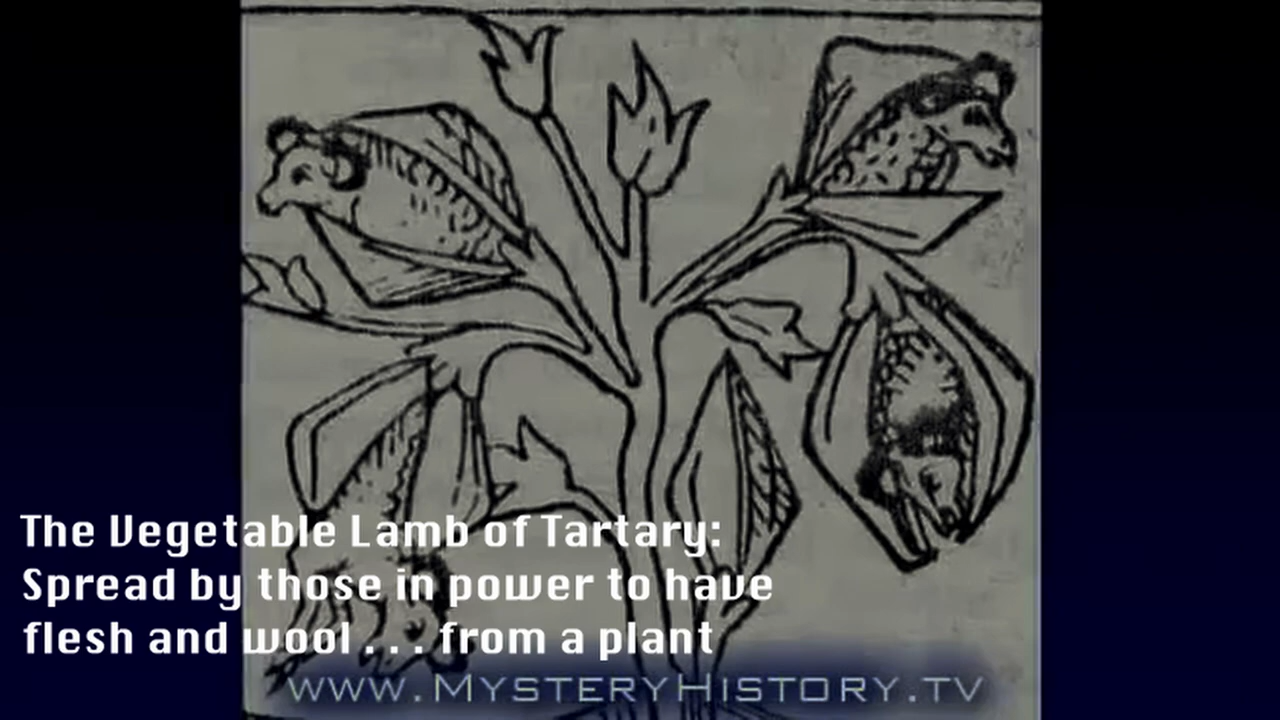 The Vegetable Lamb of Tartary:
Spread by those in power to have
flesh and wool . . . from a plant
www.MysteryHistory.tv